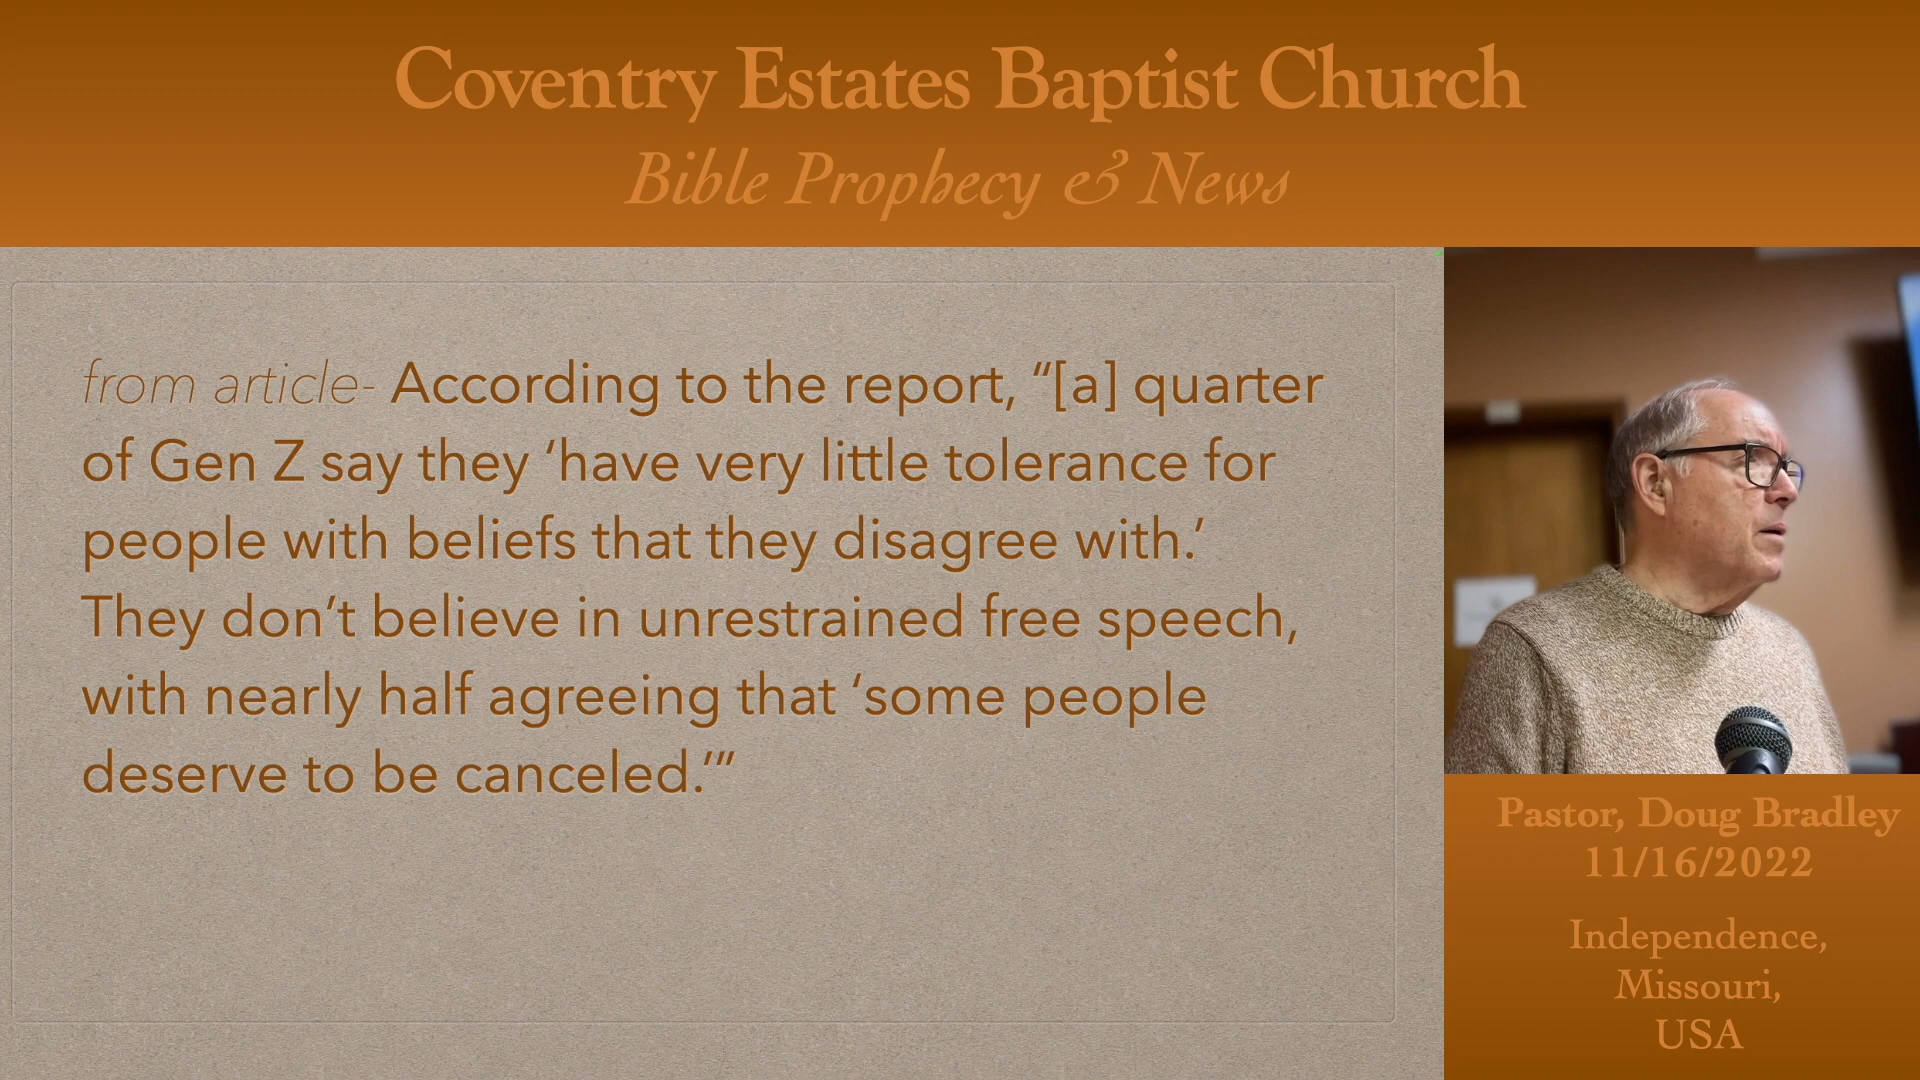 Coventry Estates Baptist Church
Bible Prophecy & News
from article- According to the report, “[a] quarter
of Gen Z say they ‘have very little tolerance for
people with beliefs that they disagree with.’
They don’t believe in unrestrained free speech,
with nearly half agreeing that ‘some people
deserve to be canceled.’”
Pastor, Doug Bradley
11/16/2022
Independence,
Missouri,
USA